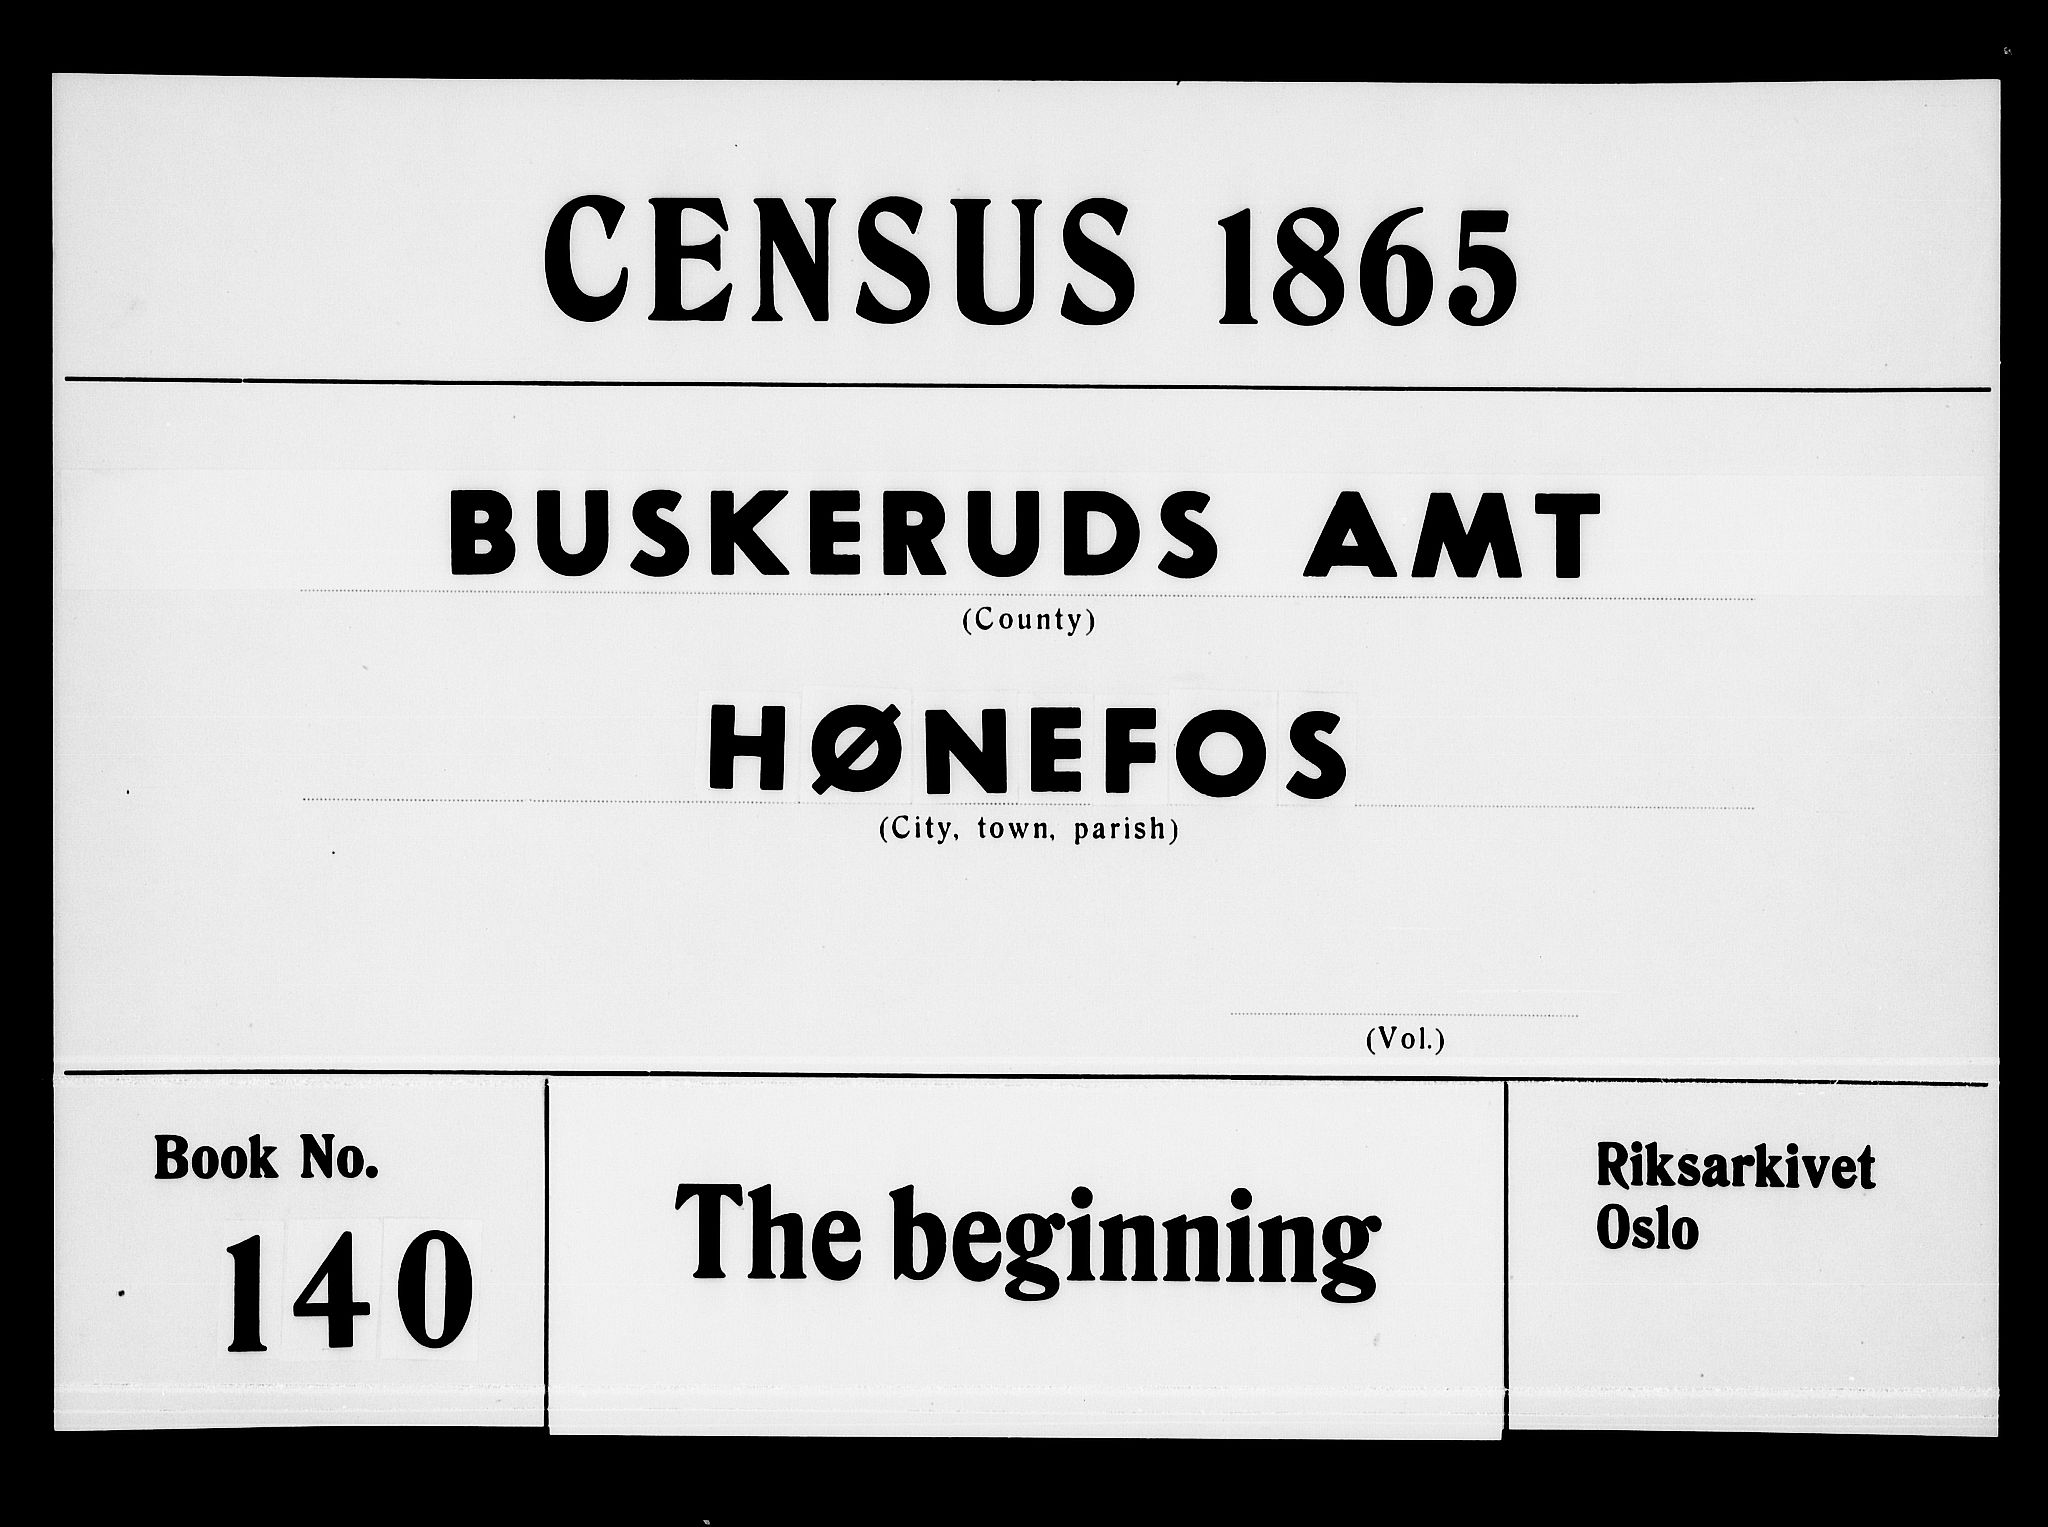 CENSUS 1865
BUSKERUDS AMT
(County)
HØNEFOS
(City, town, parish)
(Vol.)
Book No.
140
The beginning
Riksarkivet
Oslo